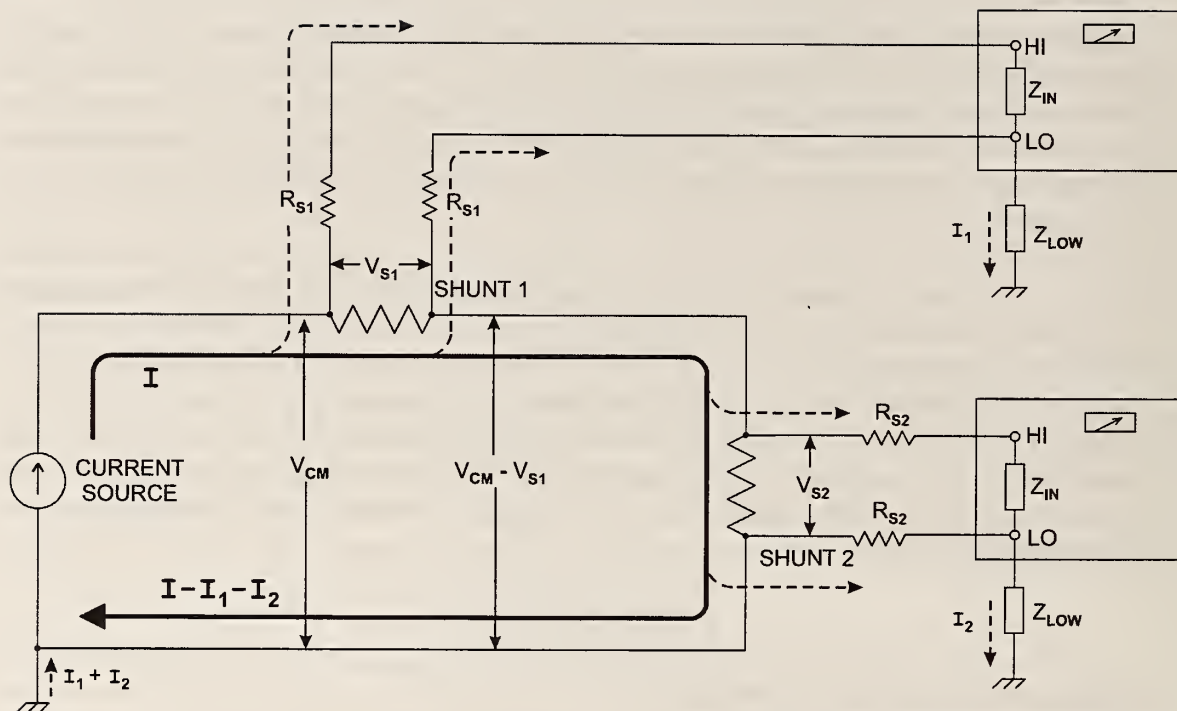 HI
Z_IN
LO
R_S1
R_S1
I_1
Z_LOW
V_S1
SHUNT 1
I
CURRENT
SOURCE
V_CM
V_CM - V_S1
R_S2
HI
V_S2
Z_IN
R_S2
LO
SHUNT 2
I-I_1-I_2
I_2
Z_LOW
I_1 + I_2